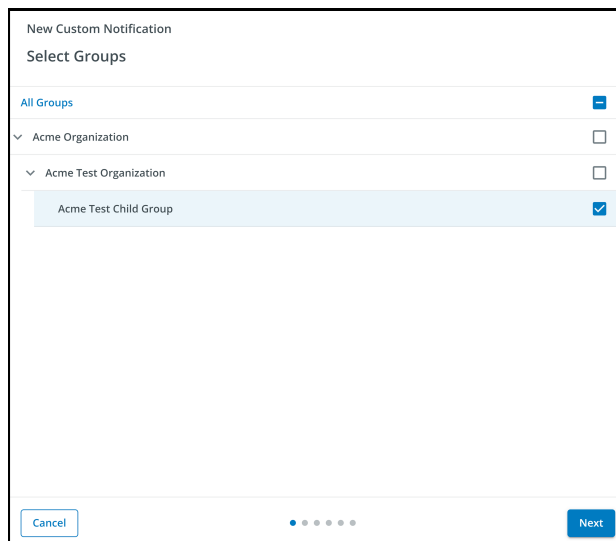 New Custom Notification
Select Groups
All Groups
Acme Organization
Acme Test Organization
Acme Test Child Group
Cancel
Next